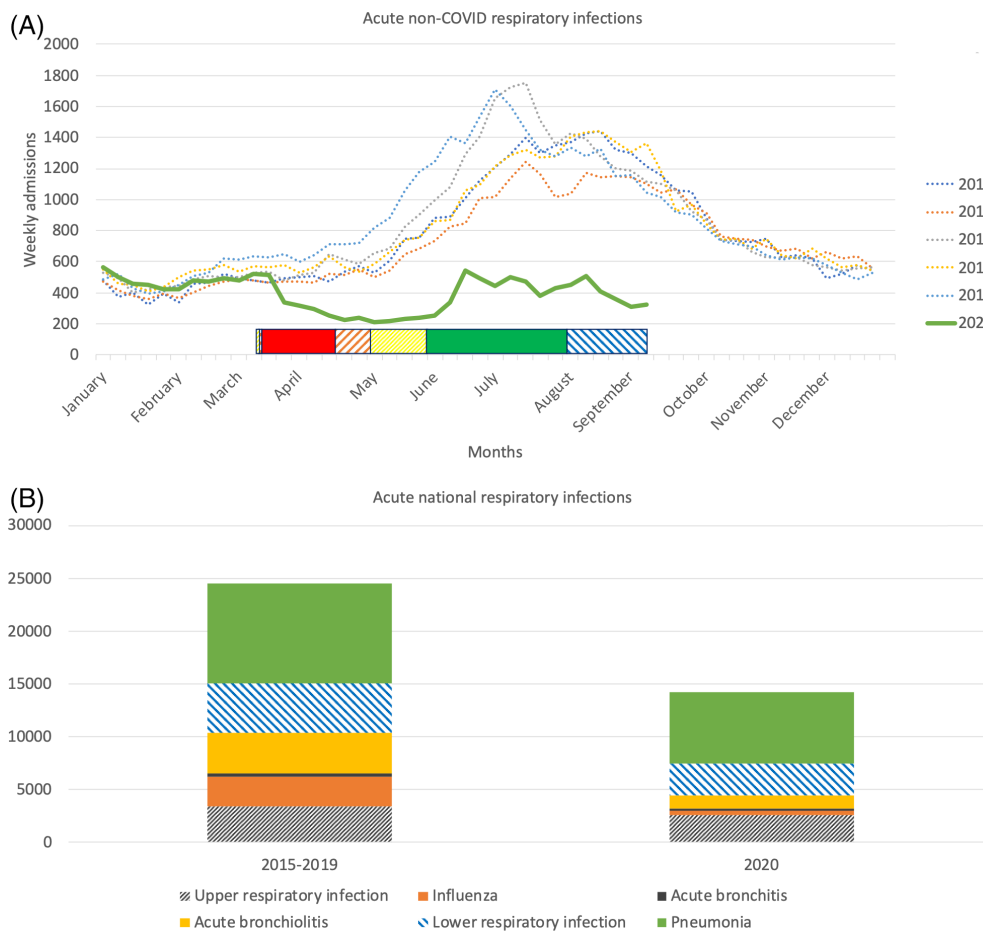 (A)
Acute non-COVID respiratory infections
2000
1800
1600
1400
1200
1000
800
600
400
200
0
Weekly admissions
January
February
March
April
May
June
July
August
September
October
November
December
Months
201
201
201
201
201
202
(B)
Acute national respiratory infections
30000
25000
20000
15000
10000
5000
0
2015-2019
2020
Upper respiratory infection Influenza Acute bronchitis
Acute bronchiolitis Lower respiratory infection Pneumonia